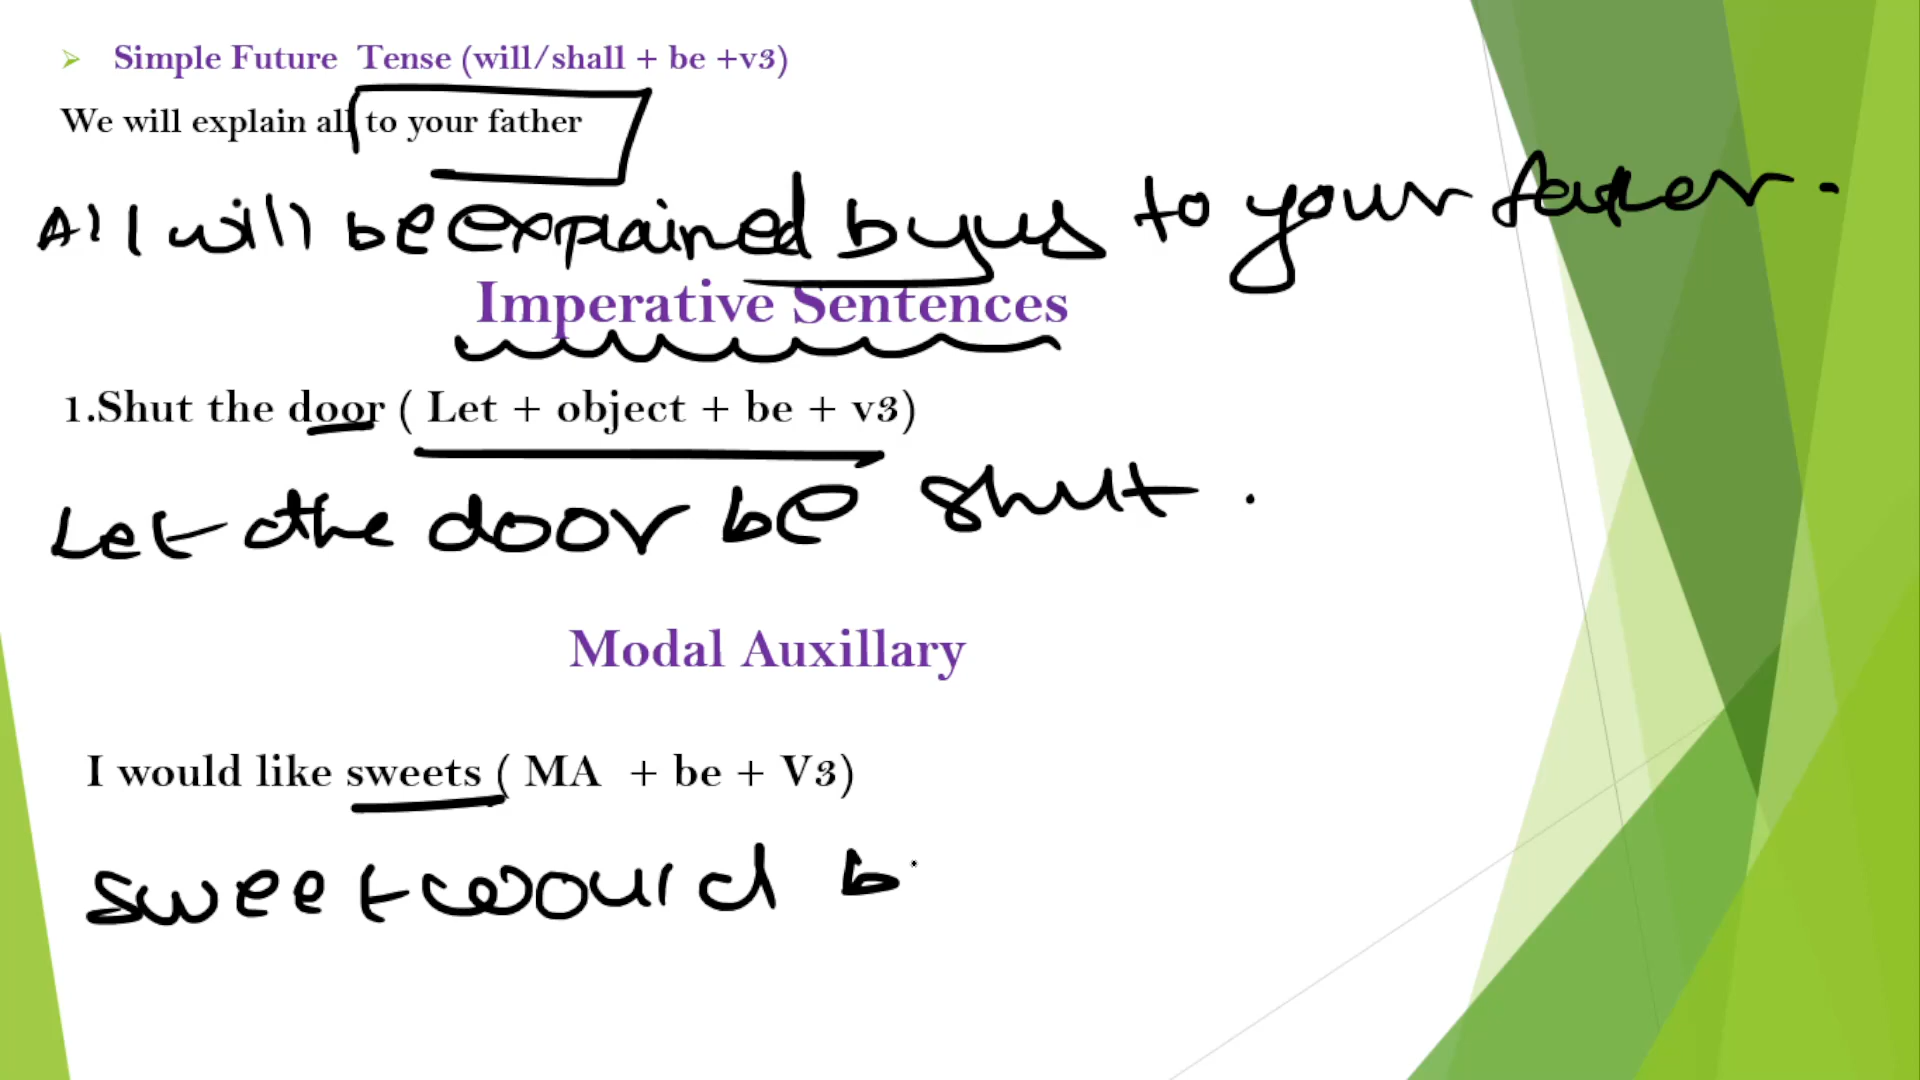 Simple Future Tense (will/shall + be +v3)
We will explain all to your father
All will be explained by us to your father.
Imperative Sentences
1.Shut the door ( Let + object + be + v3)
Let the door be shut.
Modal Auxillary
I would like sweets ( MA + be + V3)
sweet would b